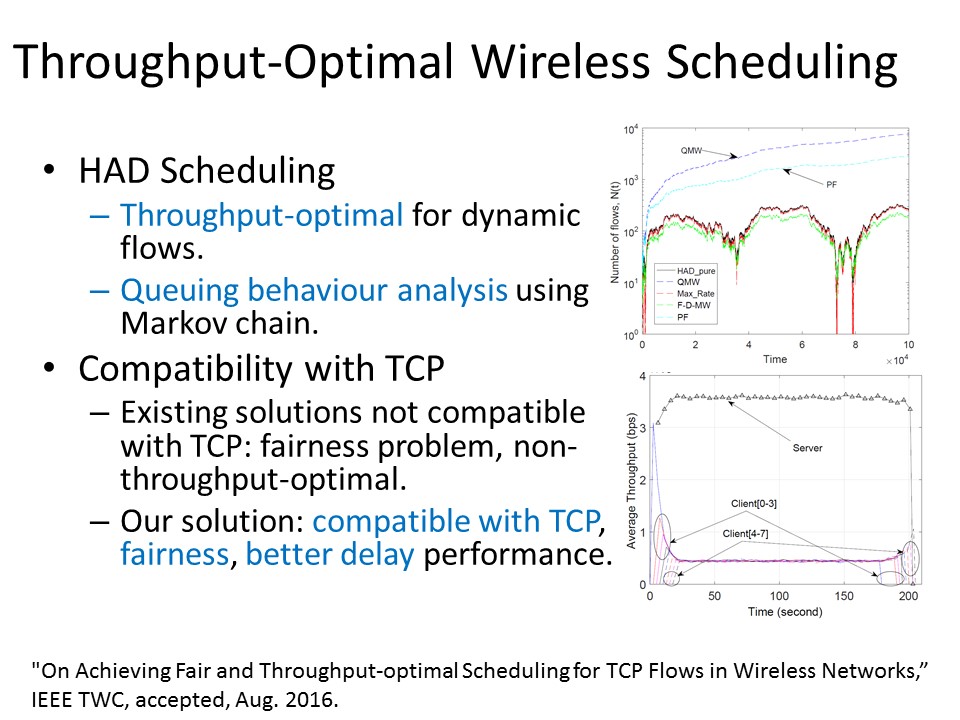 Throughput-Optimal Wireless Scheduling
• HAD Scheduling
– Throughput-optimal for dynamic
flows.
– Queuing behaviour analysis using
Markov chain.
• Compatibility with TCP
– Existing solutions not compatible
with TCP: fairness problem, non-
throughput-optimal.
– Our solution: compatible with TCP,
fairness, better delay performance.
Number of flows, N(t)
10^4
10^3
10^2
10^1
10^0
QMW
PF
HAD_pure
QMW
Max_Rate
F-D-MW
PF
0 2 4 6 8 10
Time
×10^4
Average Throughput (bps)
4
3
2
1
0
Server
Client[0-3]
Client[4-7]
0 50 100 150 200
Time (second)
"On Achieving Fair and Throughput-optimal Scheduling for TCP Flows in Wireless Networks,”
IEEE TWC, accepted, Aug. 2016.